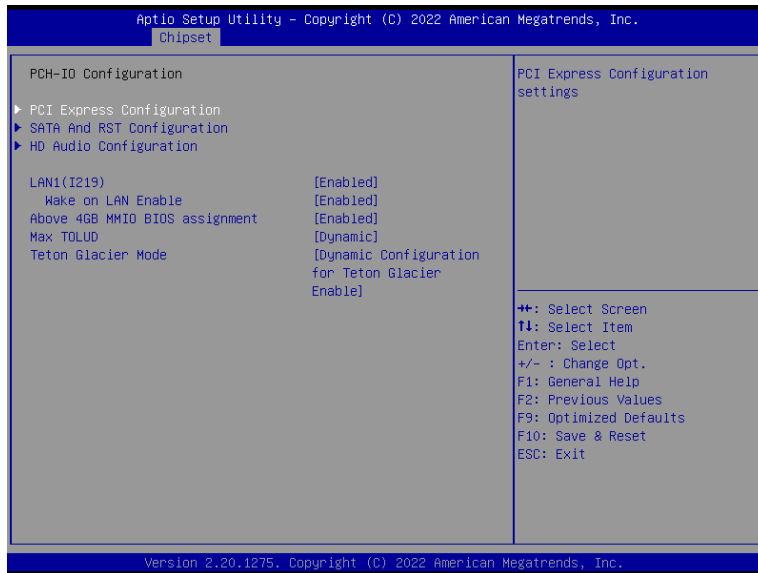 Aptio Setup Utility – Copyright (C) 2022 American Megatrends, Inc.
Chipset
PCH-IO Configuration
PCI Express Configuration
SATA And RST Configuration
HD Audio Configuration
LAN1(I219) [Enabled]
Wake on LAN Enable [Enabled]
Above 4GB MMIO BIOS assignment [Enabled]
Max TOLUD [Dynamic]
Teton Glacier Mode [Dynamic Configuration
for Teton Glacier
Enable]
PCI Express Configuration
settings
→←: Select Screen
↑↓: Select Item
Enter: Select
+/- : Change Opt.
F1: General Help
F2: Previous Values
F9: Optimized Defaults
F10: Save & Reset
ESC: Exit
Version 2.20.1275. Copyright (C) 2022 American Megatrends, Inc.